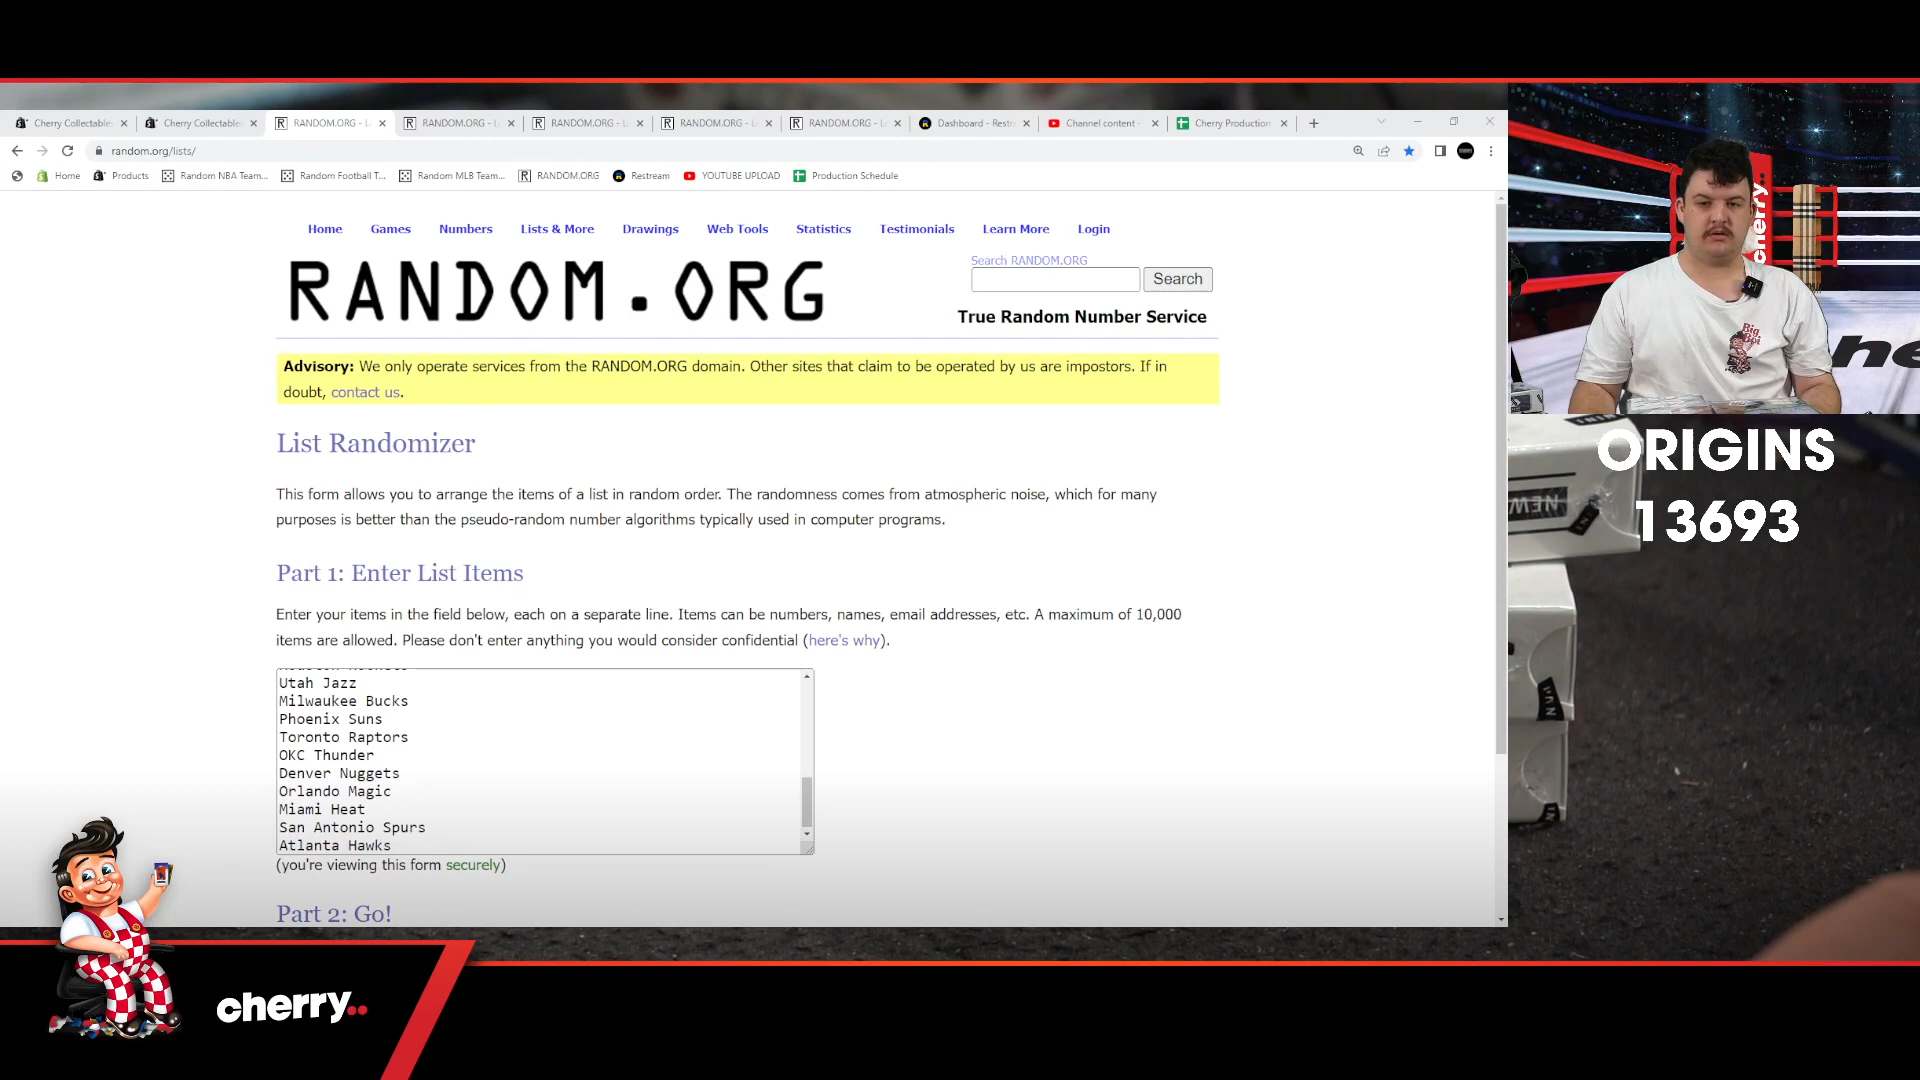 Cherry Collectable
Cherry Collectable
RANDOM.ORG - L
RANDOM.ORG - L
RANDOM.ORG - L
RANDOM.ORG - L
RANDOM.ORG - L
Dashboard - Restr
Channel content -
Cherry Production
random.org/lists/
Home
Products
Random NBA Team...
Random Football T...
Random MLB Team...
RANDOM.ORG
Restream
YOUTUBE UPLOAD
Production Schedule
Home Games Numbers Lists & More Drawings Web Tools Statistics Testimonials Learn More Login
RANDOM.ORG
Search RANDOM.ORG
Search
True Random Number Service
Advisory: We only operate services from the RANDOM.ORG domain. Other sites that claim to be operated by us are impostors. If in
doubt, contact us.
List Randomizer
This form allows you to arrange the items of a list in random order. The randomness comes from atmospheric noise, which for many
purposes is better than the pseudo-random number algorithms typically used in computer programs.
Part 1: Enter List Items
Enter your items in the field below, each on a separate line. Items can be numbers, names, email addresses, etc. A maximum of 10,000
items are allowed. Please don't enter anything you would consider confidential (here's why).
Utah Jazz
Milwaukee Bucks
Phoenix Suns
Toronto Raptors
OKC Thunder
Denver Nuggets
Orlando Magic
Miami Heat
San Antonio Spurs
Atlanta Hawks
(you're viewing this form securely)
Part 2: Go!
cherry..
Big
Boi
he
ORIGINS
13693
cherry..